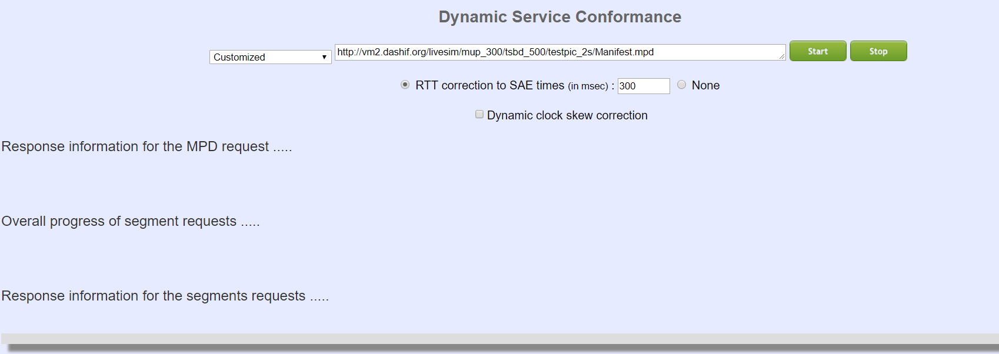 Dynamic Service Conformance
Customized http://vm2.dashif.org/livesim/mup_300/tsbd_500/testpic_2s/Manifest.mpd Start Stop
RTT correction to SAE times (in msec) : 300 None
Dynamic clock skew correction
Response information for the MPD request .....
Overall progress of segment requests .....
Response information for the segments requests .....